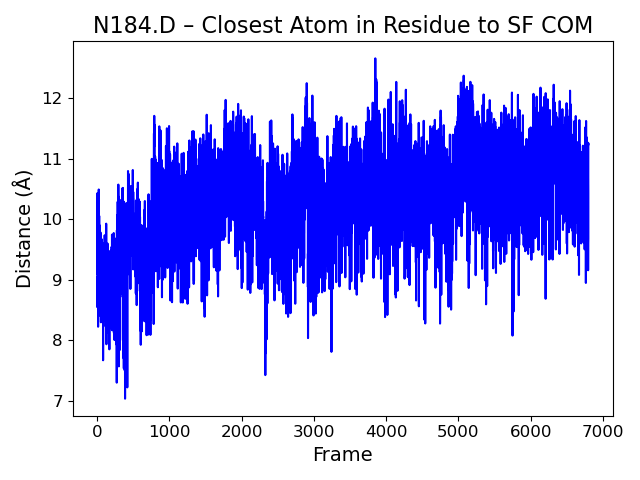 N184.D – Closest Atom in Residue to SF COM
Distance (Å)
12
11
10
9
8
7
0 1000 2000 3000 4000 5000 6000 7000
Frame